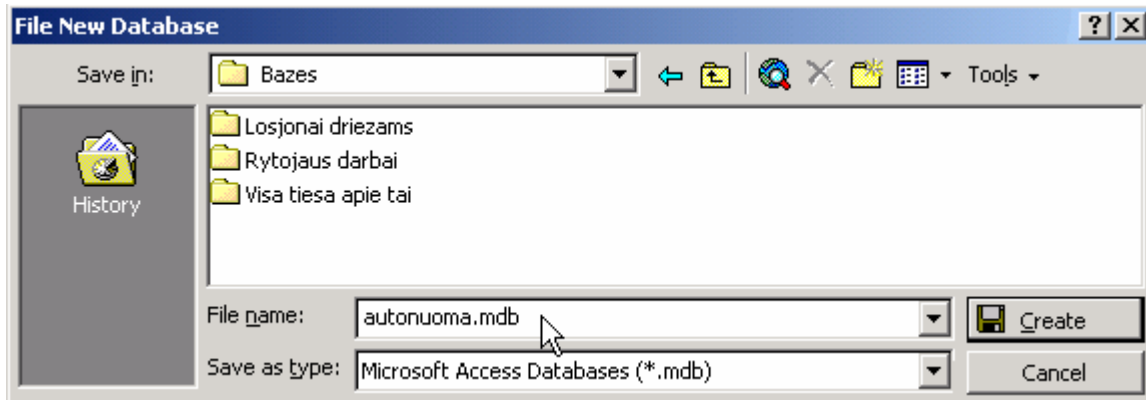 File New Database
Save in:
Bazes
Tools
History
Losjonai driezams
Rytojaus darbai
Visa tiesa apie tai
File name:
autonuoma.mdb
Create
Save as type:
Microsoft Access Databases (*.mdb)
Cancel